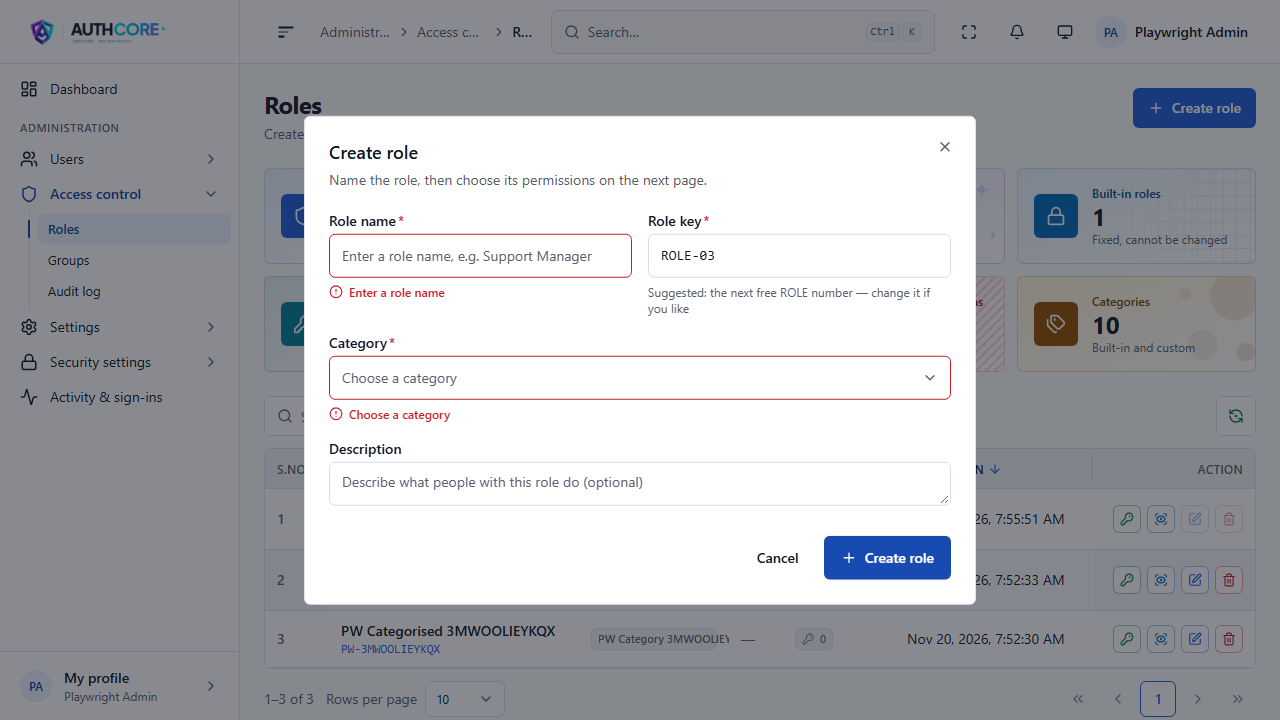 AUTHCORE
Administr... > Access c... > R...
Search...
Ctrl K
PA
Playwright Admin
Dashboard
ADMINISTRATION
Users
Access control
Roles
Groups
Audit log
Settings
Security settings
Activity & sign-ins
PA
My profile
Playwright Admin
Roles
Create
Create role
Built-in roles
1
Fixed, cannot be changed
Categories
10
Built-in and custom
Create role
Name the role, then choose its permissions on the next page.
Role name*
Enter a role name, e.g. Support Manager
Enter a role name
Role key*
ROLE-03
Suggested: the next free ROLE number — change it if
you like
Category*
Choose a category
Choose a category
Description
Describe what people with this role do (optional)
Cancel
Create role
S.NO
ACTION
1
26, 7:55:51 AM
2
26, 7:52:33 AM
3
PW Categorised 3MWOOLIEYKQX
PW-3MWOOLIEYKQX
PW Category 3MWOOLIEY
—
0
Nov 20, 2026, 7:52:30 AM
1–3 of 3
Rows per page
10
1